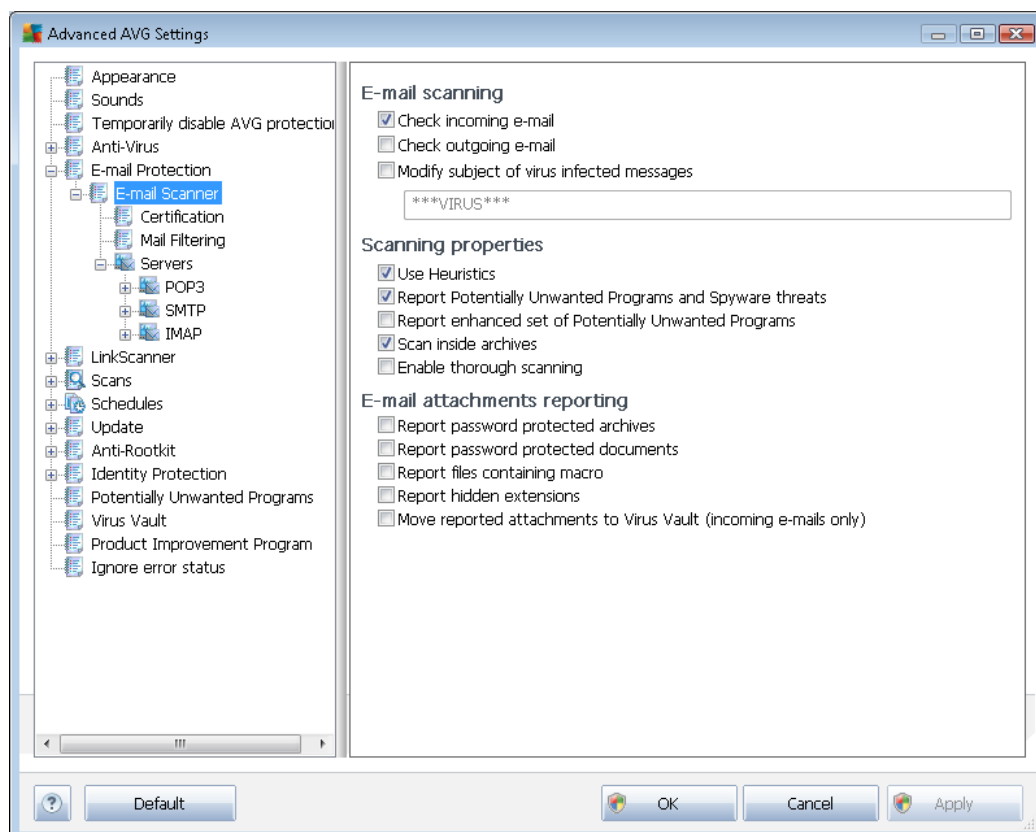 Advanced AVG Settings
Appearance
Sounds
Temporarily disable AVG protection
Anti-Virus
E-mail Protection
E-mail Scanner
Certification
Mail Filtering
Servers
POP3
SMTP
IMAP
LinkScanner
Scans
Schedules
Update
Anti-Rootkit
Identity Protection
Potentially Unwanted Programs
Virus Vault
Product Improvement Program
Ignore error status
E-mail scanning
Check incoming e-mail
Check outgoing e-mail
Modify subject of virus infected messages
***VIRUS***
Scanning properties
Use Heuristics
Report Potentially Unwanted Programs and Spyware threats
Report enhanced set of Potentially Unwanted Programs
Scan inside archives
Enable thorough scanning
E-mail attachments reporting
Report password protected archives
Report password protected documents
Report files containing macro
Report hidden extensions
Move reported attachments to Virus Vault (incoming e-mails only)
?
Default
OK
Cancel
Apply